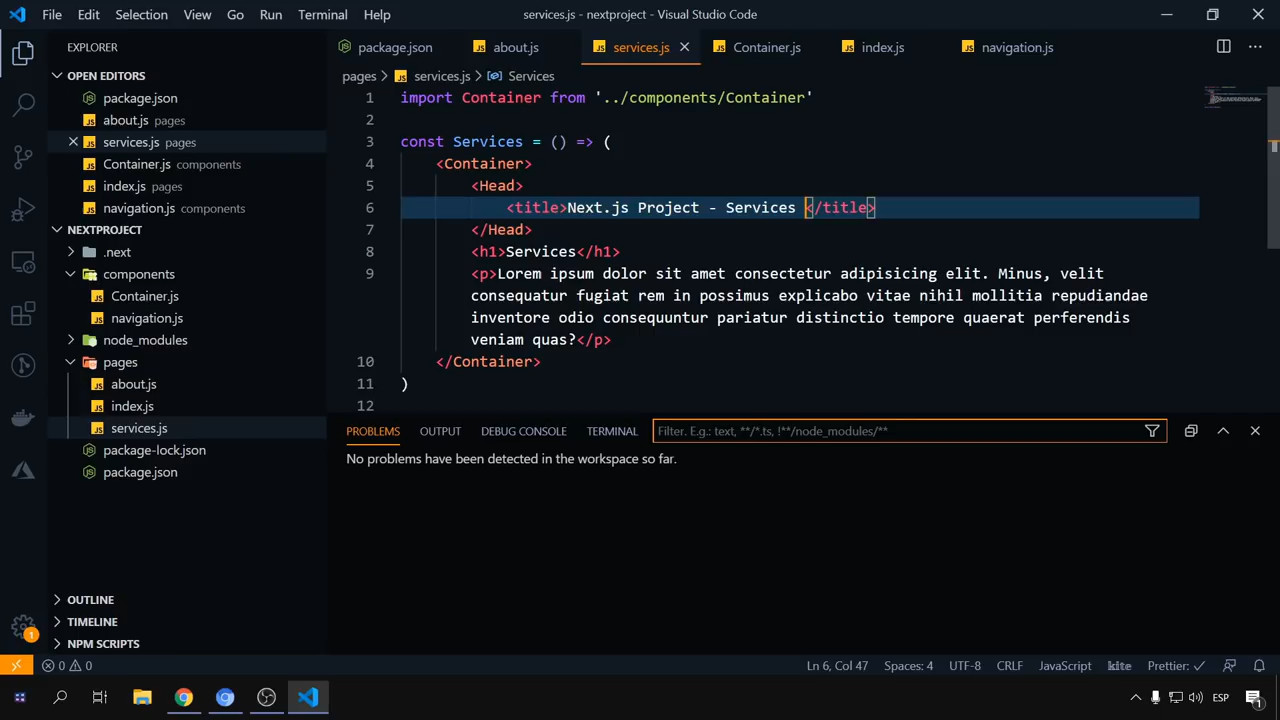 File Edit Selection View Go Run Terminal Help
services.js - nextproject - Visual Studio Code
EXPLORER
OPEN EDITORS
package.json
about.js pages
services.js pages
Container.js components
index.js pages
navigation.js components
NEXTPROJECT
.next
components
Container.js
navigation.js
node_modules
pages
about.js
index.js
services.js
package-lock.json
package.json
OUTLINE
TIMELINE
NPM SCRIPTS
package.json about.js services.js Container.js index.js navigation.js
pages > services.js > Services
1 import Container from '../components/Container'
2
3 const Services = () => (
4 <Container>
5 <Head>
6 <title>Next.js Project - Services </title>
7 </Head>
8 <h1>Services</h1>
9 <p>Lorem ipsum dolor sit amet consectetur adipisicing elit. Minus, velit
consequatur fugiat rem in possimus explicabo vitae nihil mollitia repudiandae
inventore odio consequuntur pariatur distinctio tempore quaerat perferendis
veniam quas?</p>
10 </Container>
11 )
12
PROBLEMS OUTPUT DEBUG CONSOLE TERMINAL Filter. E.g.: text, **/*.ts, !**/node_modules/**
No problems have been detected in the workspace so far.
1
0 0 Ln 6, Col 47 Spaces: 4 UTF-8 CRLF JavaScript kite Prettier: ✓
ESP 1